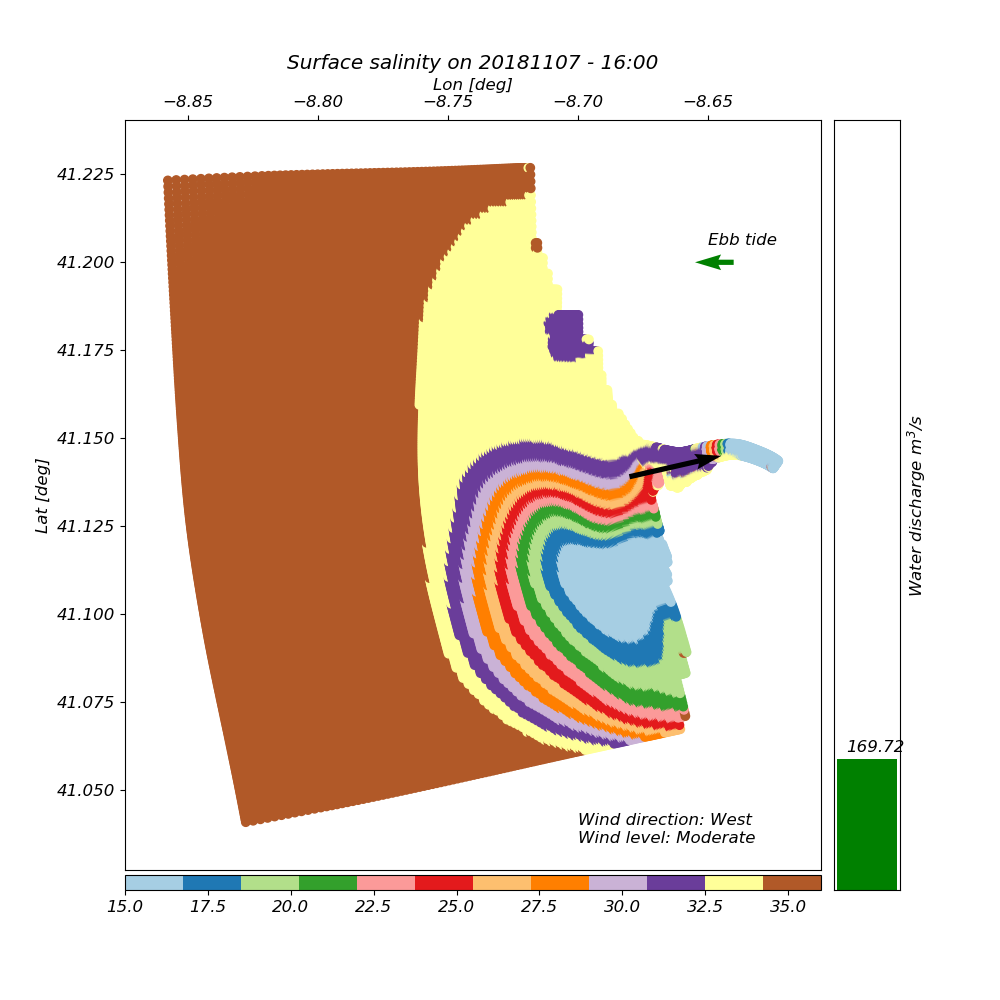 Surface salinity on 20181107 - 16:00
Lon [deg]
−8.85 −8.80 −8.75 −8.70 −8.65
41.225
41.200
41.175
41.150
41.125
41.100
41.075
41.050
Lat [deg]
Ebb tide
Wind direction: West
Wind level: Moderate
169.72
Water discharge m³/s
15.0 17.5 20.0 22.5 25.0 27.5 30.0 32.5 35.0